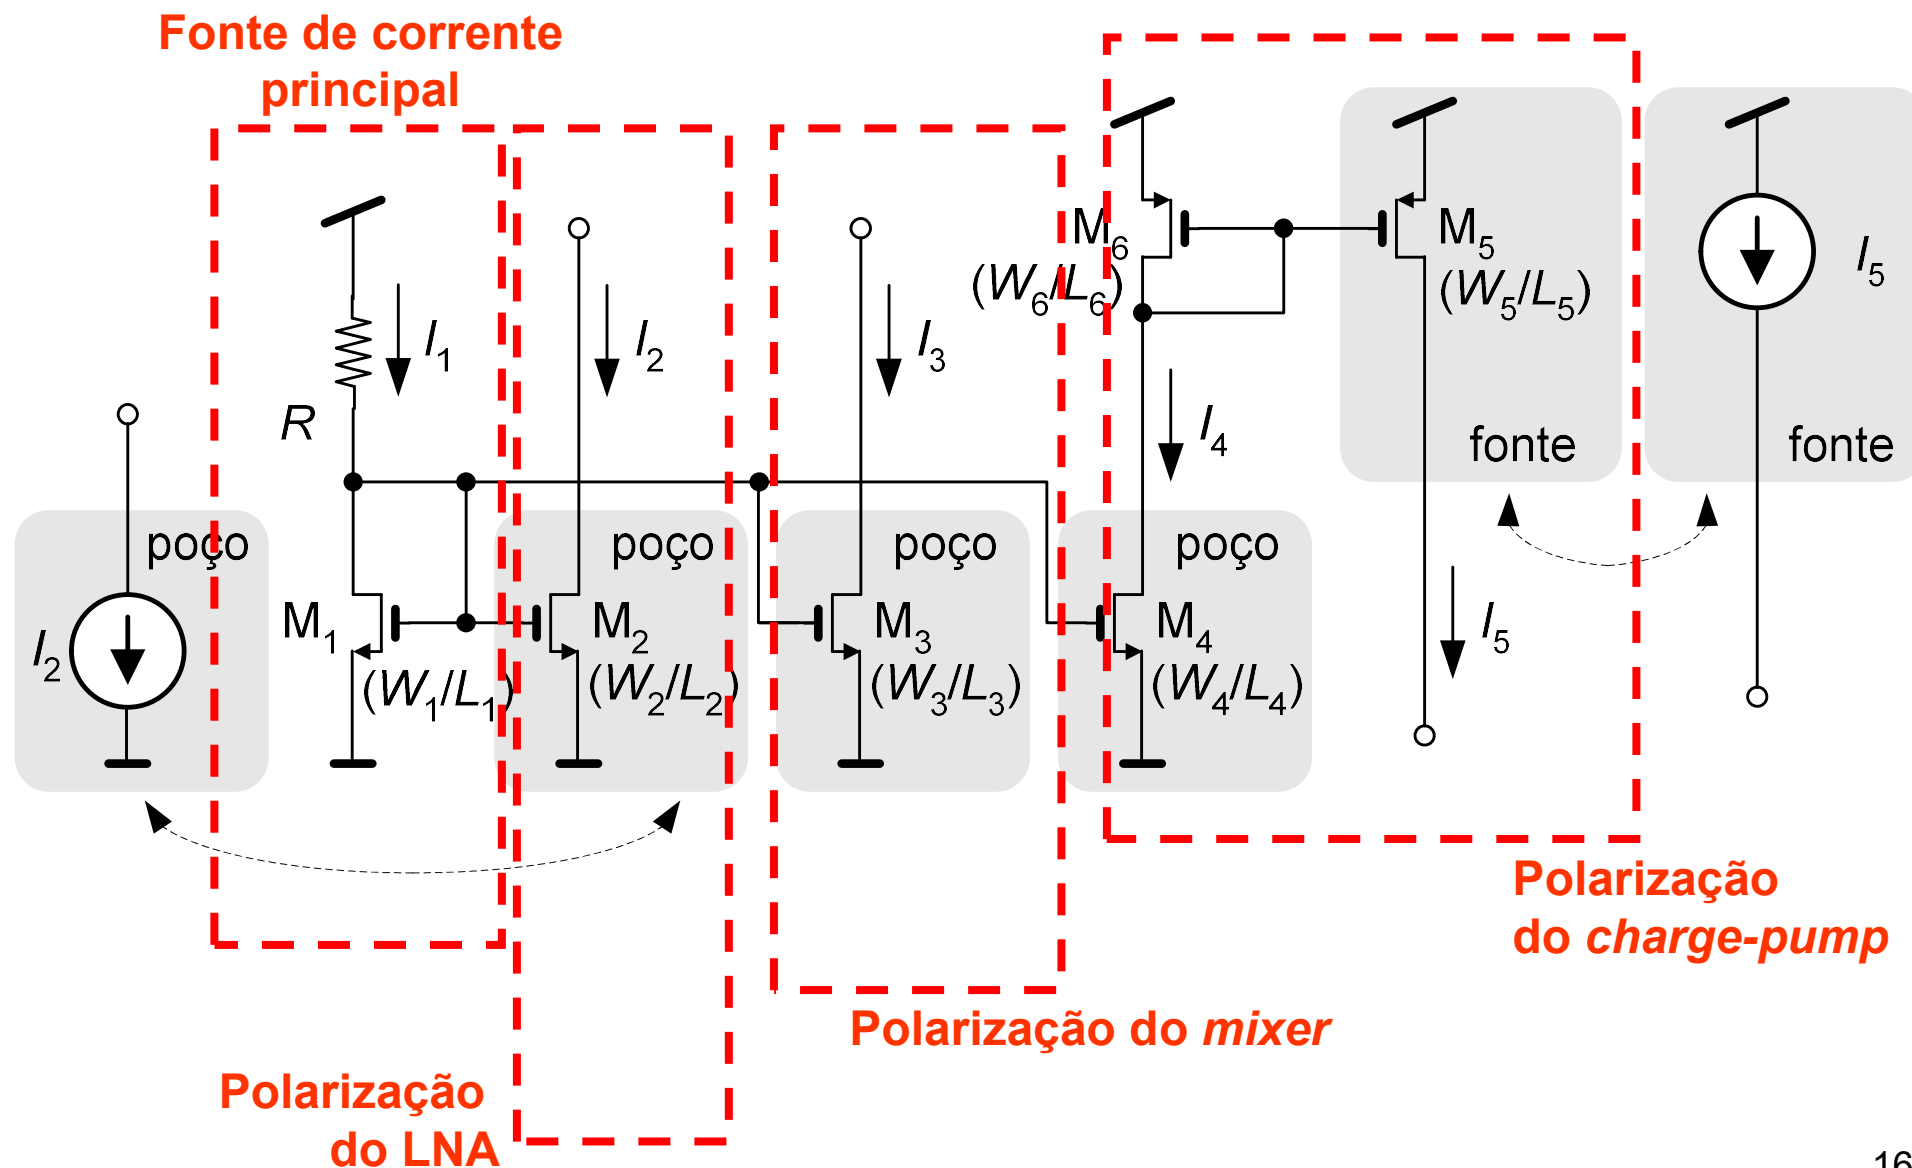 Fonte de corrente
principal
M6
(W6/L6)
M5
(W5/L5)
I5
I1
I2
I3
R
I4
fonte
fonte
poço
poço
poço
poço
I2
M1
(W1/L1)
M2
(W2/L2)
M3
(W3/L3)
M4
(W4/L4)
I5
Polarização
do charge-pump
Polarização do mixer
Polarização
do LNA
16